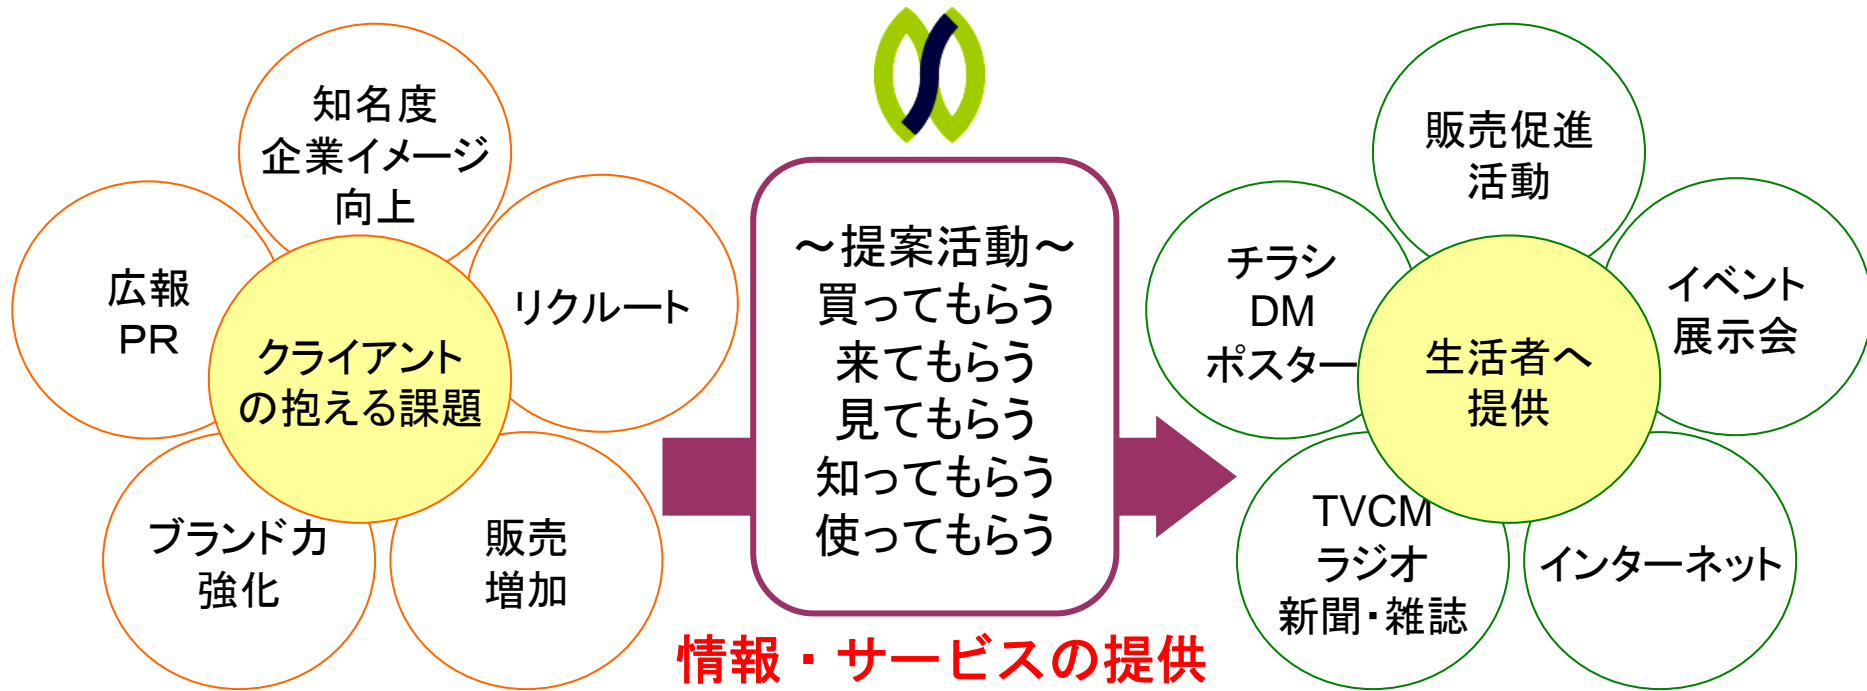 知名度
企業イメージ
向上
広報
PR
リクルート
クライアント
の抱える課題
ブランド力
強化
販売
増加
～提案活動～
買ってもらう
来てもらう
見てもらう
知ってもらう
使ってもらう
情報・サービスの提供
販売促進
活動
チラシ
DM
ポスター
イベント
展示会
生活者へ
提供
TVCM
ラジオ
新聞・雑誌
インターネット